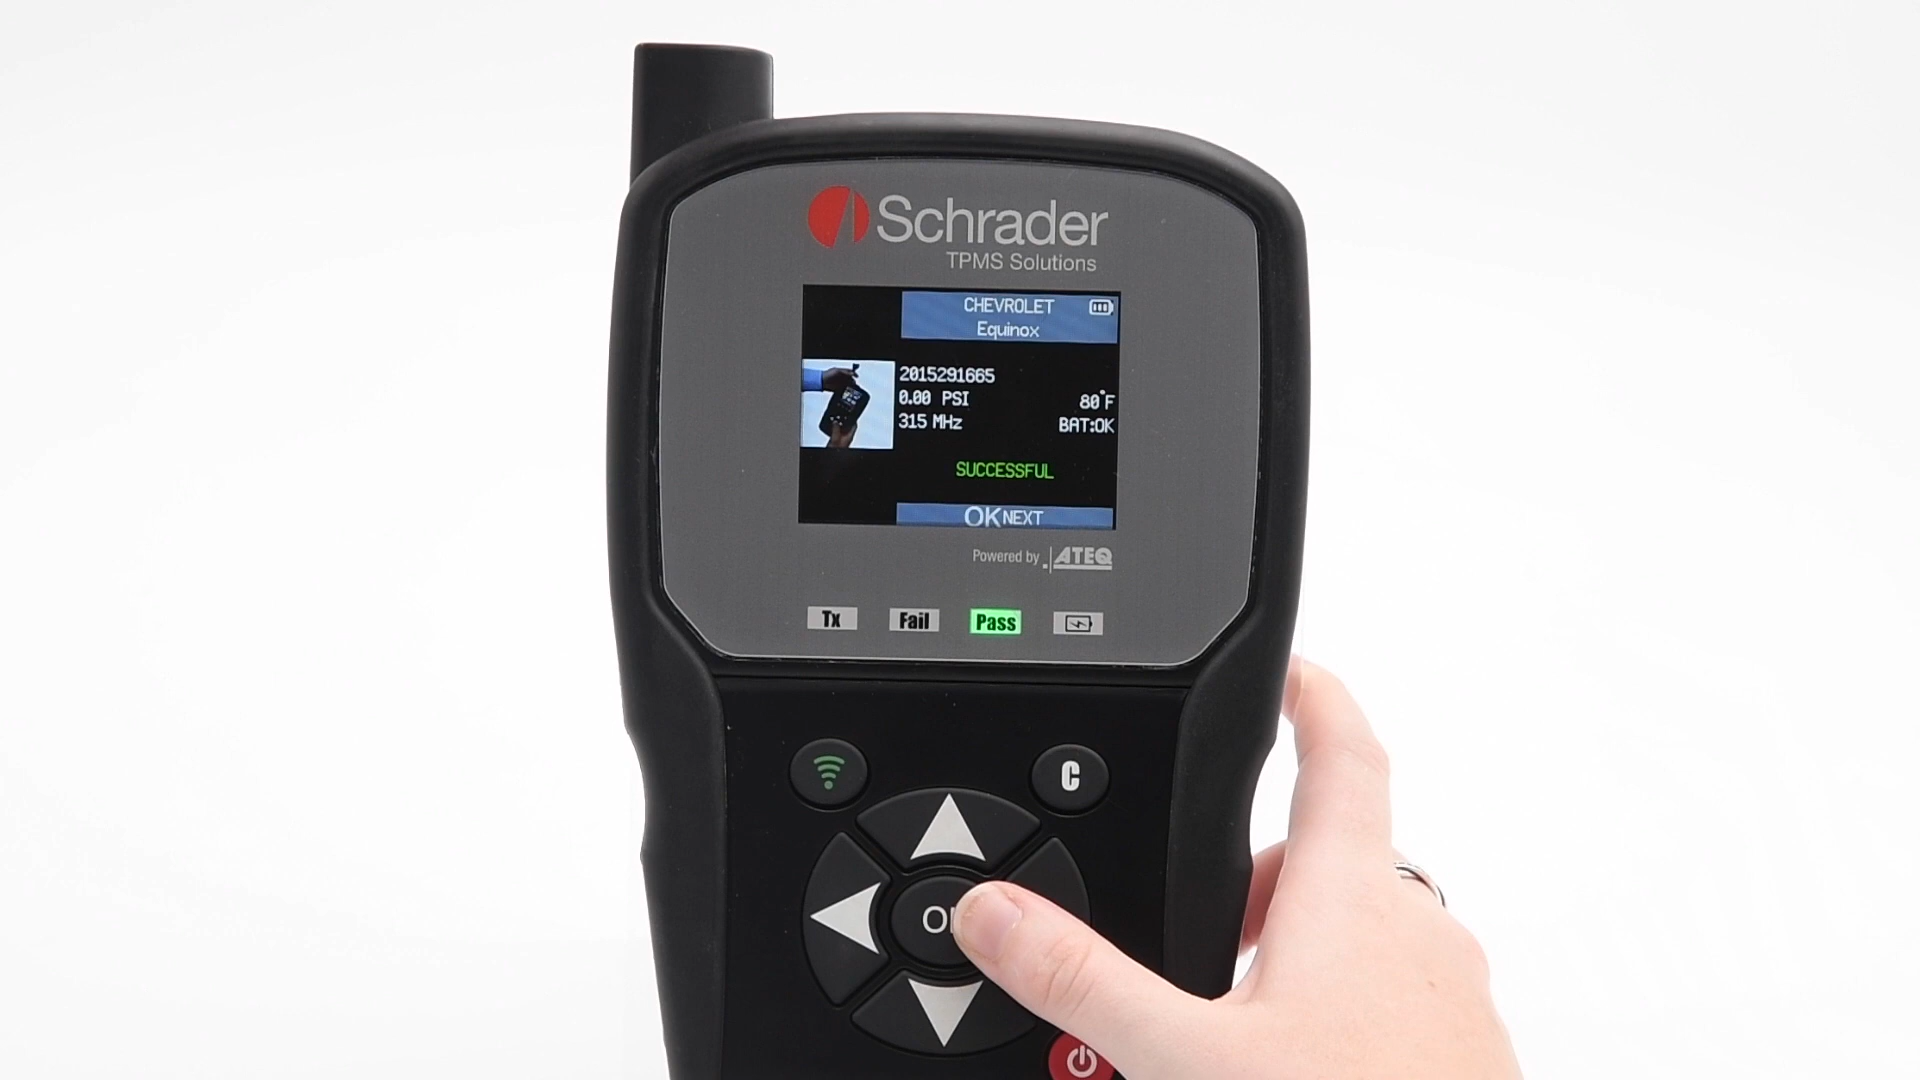 Schrader
TPMS Solutions
CHEVROLET
Equinox
2015291665
0.00 PSI
80°F
315 MHz
BAT:OK
SUCCESSFUL
OK NEXT
Powered by ATEQ
Tx
Fail
Pass
C